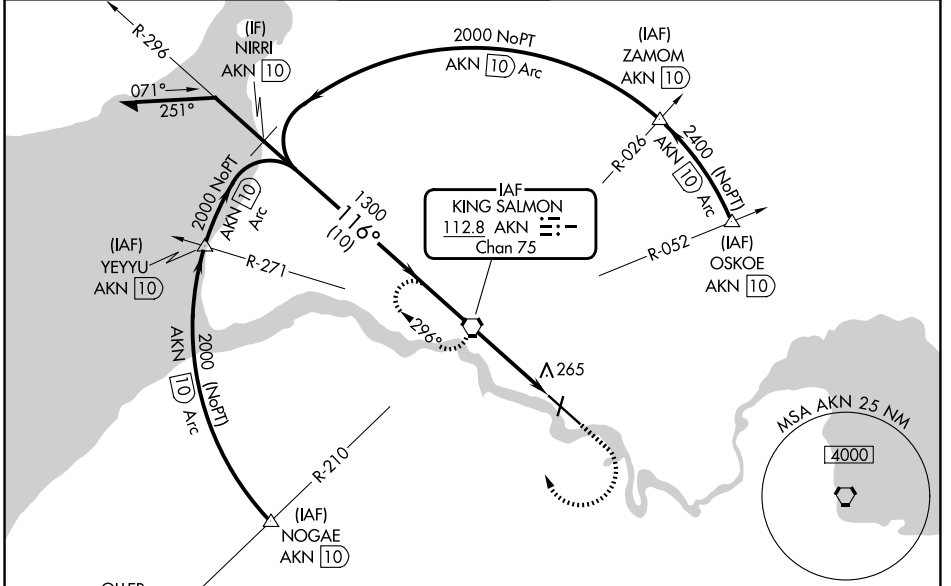 R-296
(IF)
NIRRI
AKN 10
071°
251°
2000 NoPT
AKN 10 Arc
(IAF)
ZAMOM
AKN 10
R-026
2400 (NoPT)
AKN 10 Arc
R-052
(IAF)
OSKOE
AKN 10
2000 NoPT
AKN 10 Arc
(IAF)
YEYYU
AKN 10
R-271
1300
116°
(10)
IAF
KING SALMON
112.8 AKN
Chan 75
296°
265
2000 (NoPT)
AKN 10 Arc
R-210
(IAF)
NOGAE
AKN 10
MSA AKN 25 NM
4000